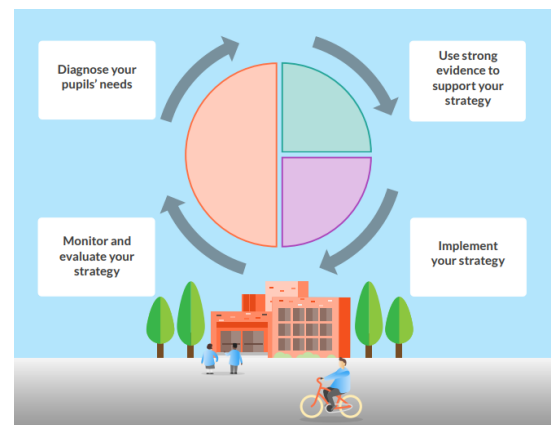 Diagnose your
pupils' needs
Use strong
evidence to
support your
strategy
Monitor and
evaluate your
strategy
Implement
your strategy